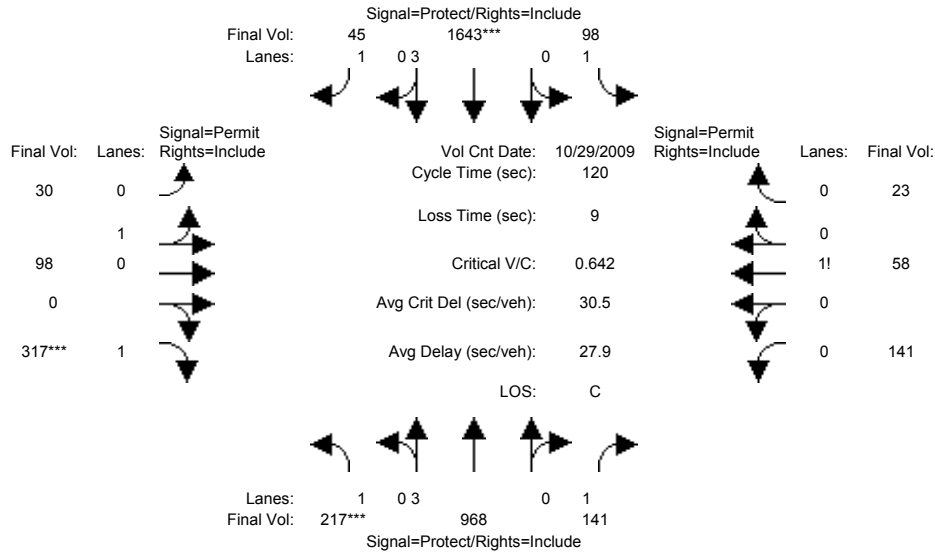 Signal=Protect/Rights=Include
Final Vol: 45 1643*** 98
Lanes: 1 0 3 0 1
Signal=Permit
Final Vol: Lanes: Rights=Include
Vol Cnt Date: 10/29/2009
Signal=Permit
Rights=Include Lanes: Final Vol:
Cycle Time (sec): 120
30 0
0 23
Loss Time (sec): 9
1
0
98 0
Critical V/C: 0.642
1! 58
0
Avg Crit Del (sec/veh): 30.5
0
317*** 1
Avg Delay (sec/veh): 27.9
0 141
LOS: C
Lanes: 1 0 3 0 1
Final Vol: 217*** 968 141
Signal=Protect/Rights=Include